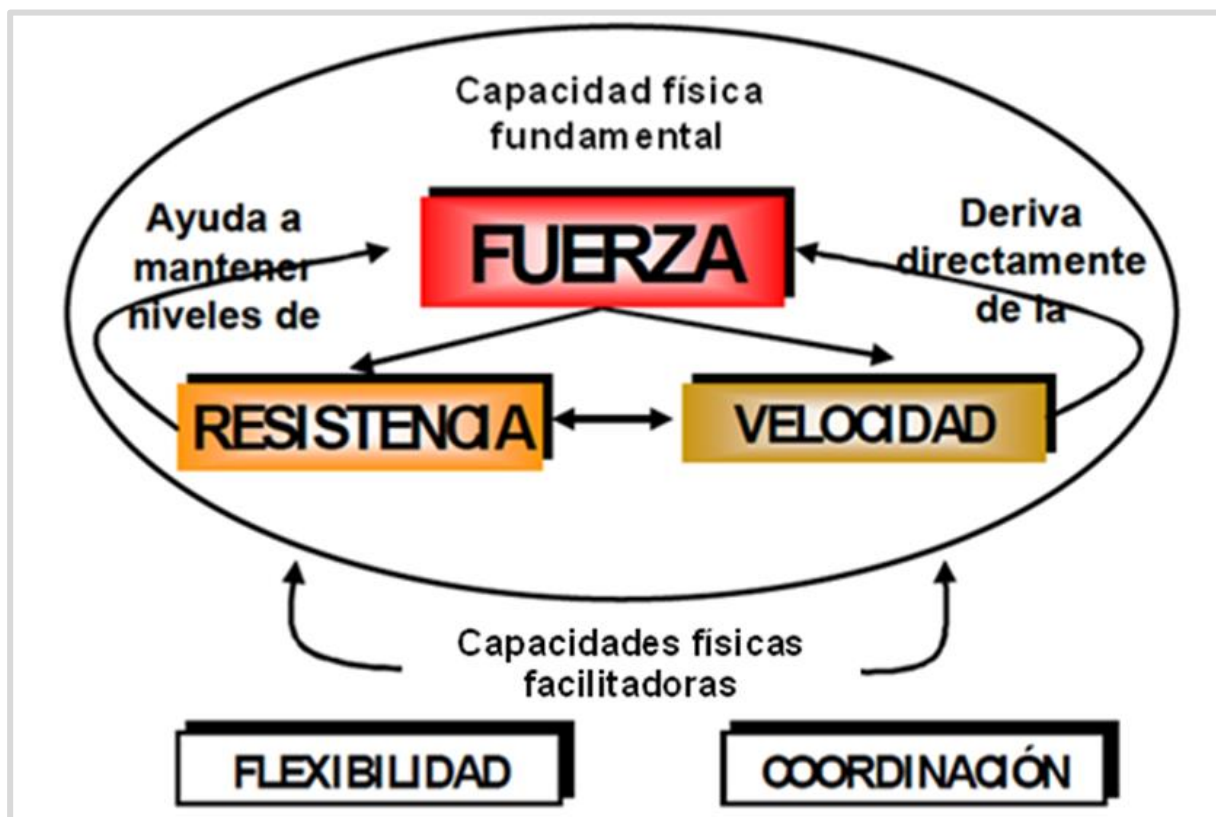 Capacidad física
fundamental
Ayuda a
mantener
niveles de
FUERZA
Deriva
directamente
de la
RESISTENCIA
VELOCIDAD
Capacidades físicas
facilitadoras
FLEXIBILIDAD
COORDINACIÓN